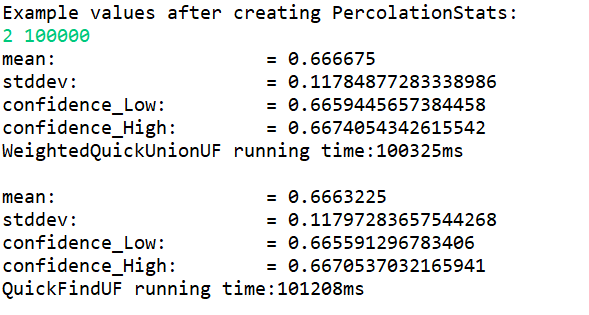 Example values after creating PercolationStats:
2 100000
mean:                   = 0.666675
stddev:                 = 0.11784877283338986
confidence_Low:         = 0.6659445657384458
confidence_High:        = 0.6674054342615542
WeightedQuickUnionUF running time:100325ms

mean:                   = 0.6663225
stddev:                 = 0.11797283657544268
confidence_Low:         = 0.665591296783406
confidence_High:        = 0.6670537032165941
QuickFindUF running time:101208ms